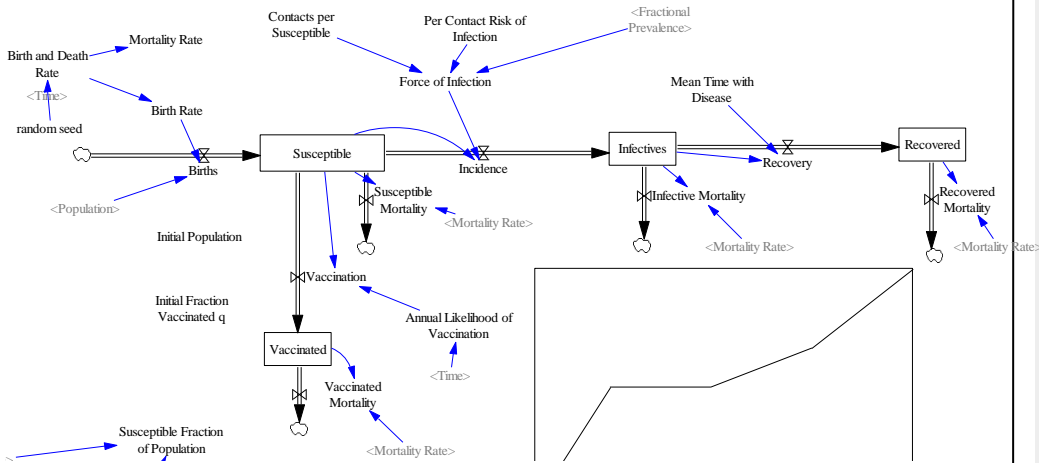 Contacts per
Susceptible
Per Contact Risk of
Infection
<Fractional
Prevalence>
Mortality Rate
Birth and Death
Rate
<Time>
random seed
Birth Rate
Force of Infection
Mean Time with
Disease
Susceptible
Incidence
Infectives
Recovery
Recovered
Births
<Population>
Susceptible
Mortality
<Mortality Rate>
Infective Mortality
<Mortality Rate>
Recovered
Mortality
<Mortality Rate>
Initial Population
Vaccination
Initial Fraction
Vaccinated q
Annual Likelihood of
Vaccination
<Time>
Vaccinated
Vaccinated
Mortality
<Mortality Rate>
Susceptible Fraction
of Population
>